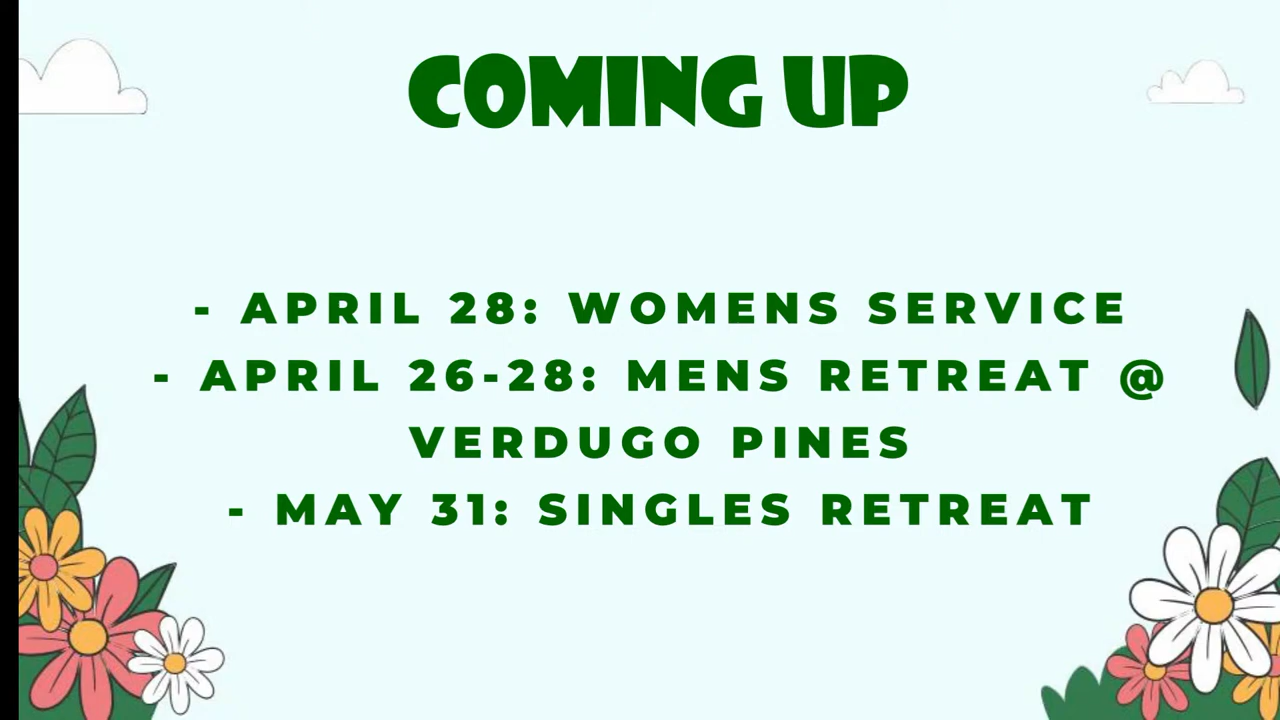 COMING UP
- APRIL 28: WOMENS SERVICE
- APRIL 26-28: MENS RETREAT @
VERDUGO PINES
- MAY 31: SINGLES RETREAT